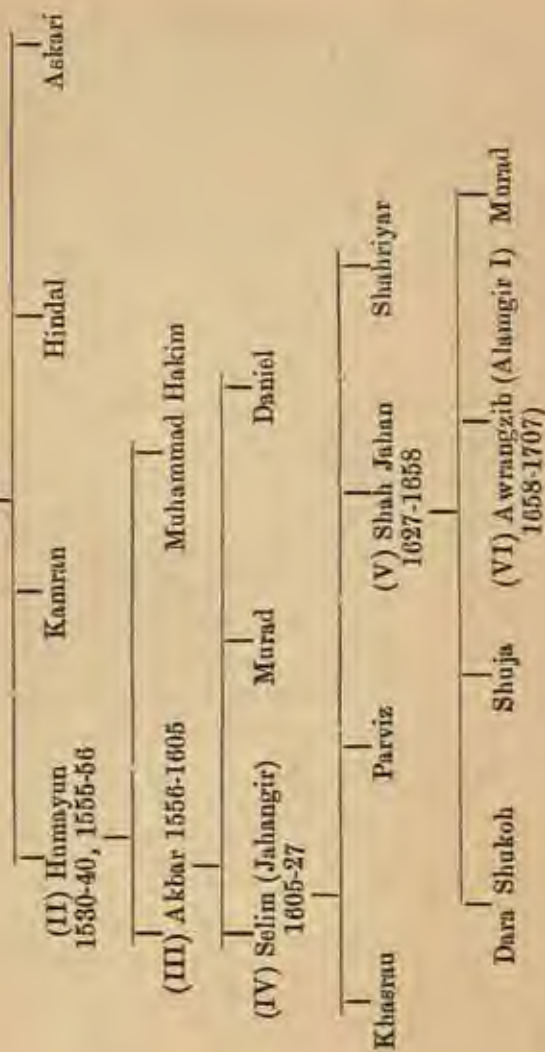 (II) Humayun Kamran Hindal Askari
1530-40, 1555-56
(III) Akbar 1556-1605 Muhammad Hakim
(IV) Selim (Jahangir) Murad Daniel
1605-27
Khasrau Parviz (V) Shah Jahan Shahriyar
1627-1658
Dara Shukoh Shuja (VI) Awrangzib (Alamgir I) Murad
1658-1707